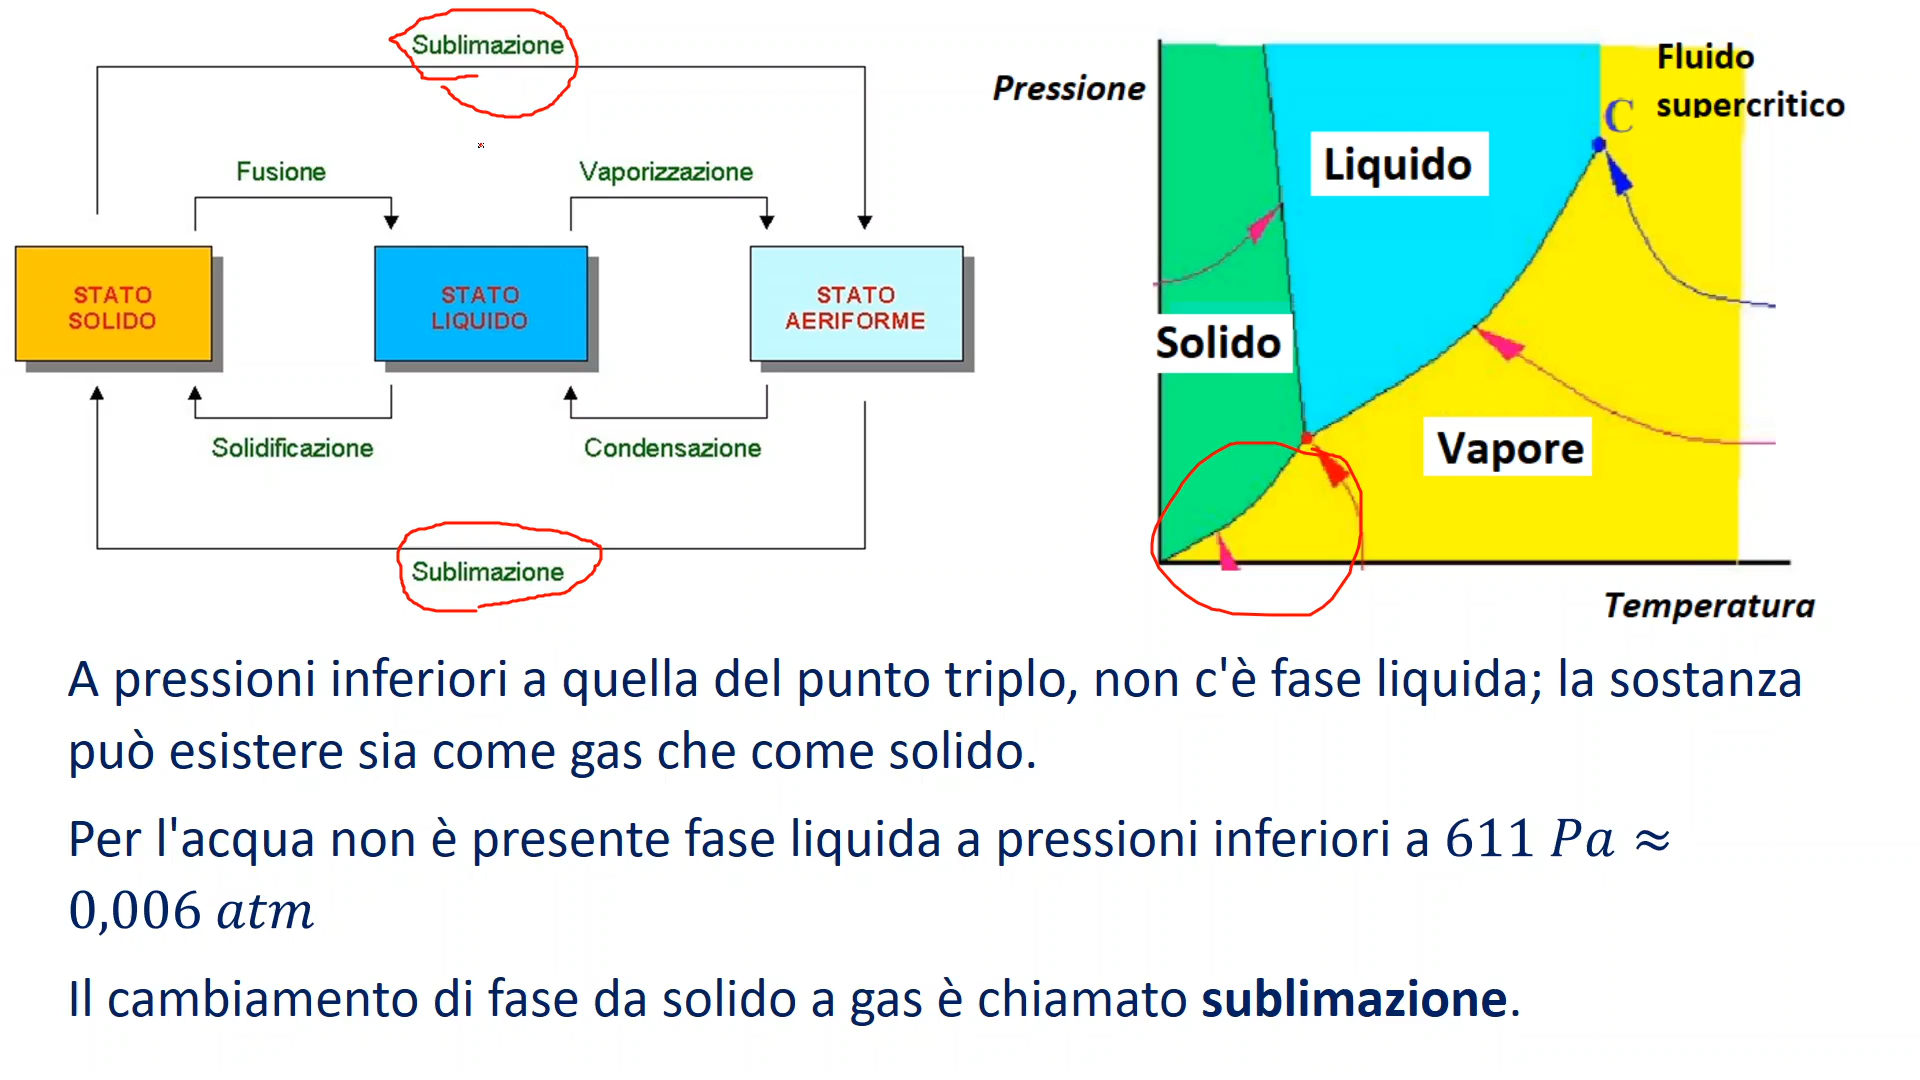 Sublimazione
Fusione
Vaporizzazione
STATO
SOLIDO
STATO
LIQUIDO
STATO
AERIFORME
Solidificazione
Condensazione
Sublimazione
Pressione
Fluido
supercritico
C
Liquido
Solido
Vapore
Temperatura
A pressioni inferiori a quella del punto triplo, non c'è fase liquida; la sostanza
può esistere sia come gas che come solido.
Per l'acqua non è presente fase liquida a pressioni inferiori a 611 Pa ≈
0,006 atm
Il cambiamento di fase da solido a gas è chiamato sublimazione.